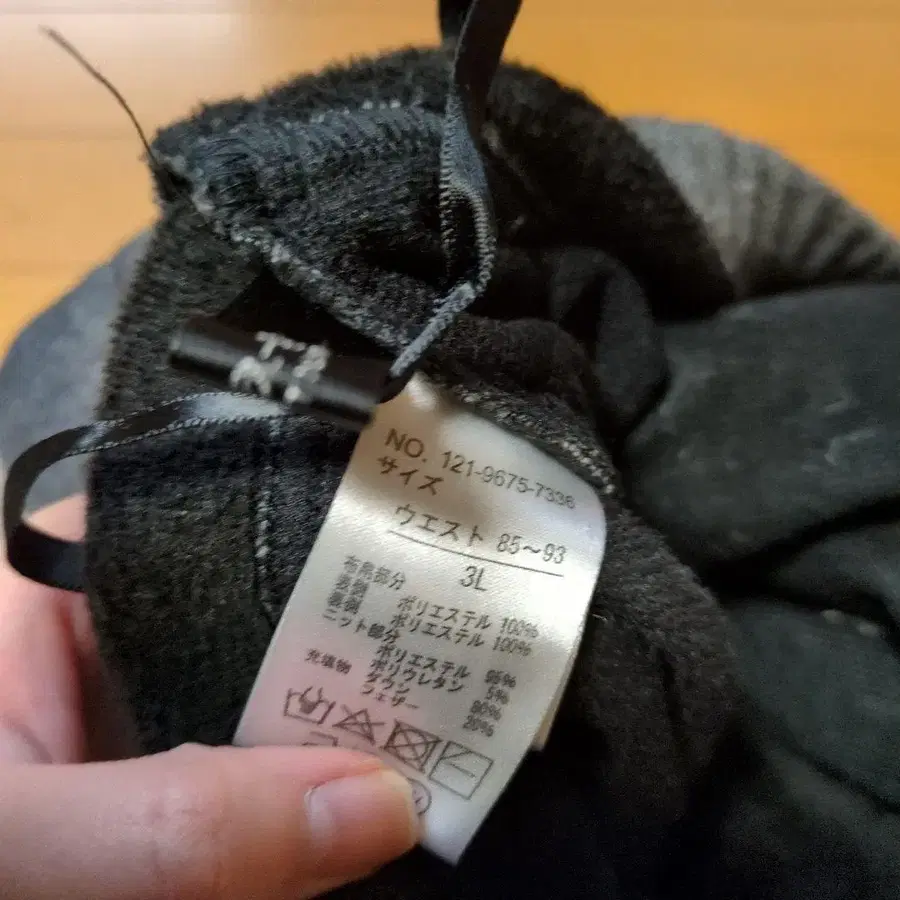 NO. 121-9675-7336
サイズ
ウエスト 85～93
3L
布帛部分
表側 ポリエステル 100%
裏側 ポリエステル 100%
ニット部分
ポリエステル 95%
ポリウレタン 5%
充填物 ダウン 80%
フェザー 20%